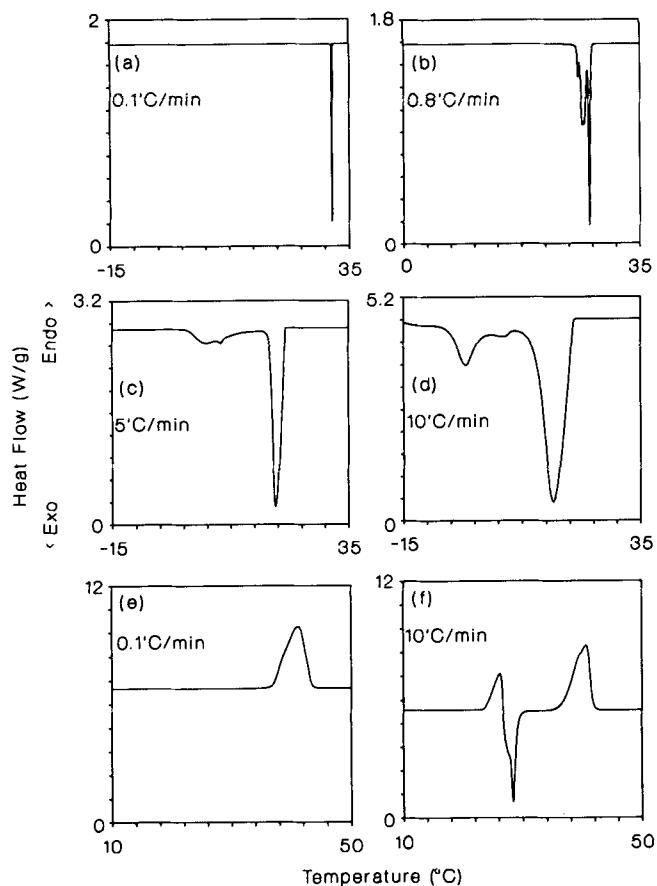 2
(a)
0.1'C/min
0
-15
35
1.8
(b)
0.8'C/min
0
0
35
Heat Flow (W/g)
< Exo
Endo >
3.2
(c)
5'C/min
0
-15
35
5.2
(d)
10'C/min
0
-15
35
12
(e)
0.1'C/min
0
10
50
12
(f)
10'C/min
0
10
50
Temperature (°C)